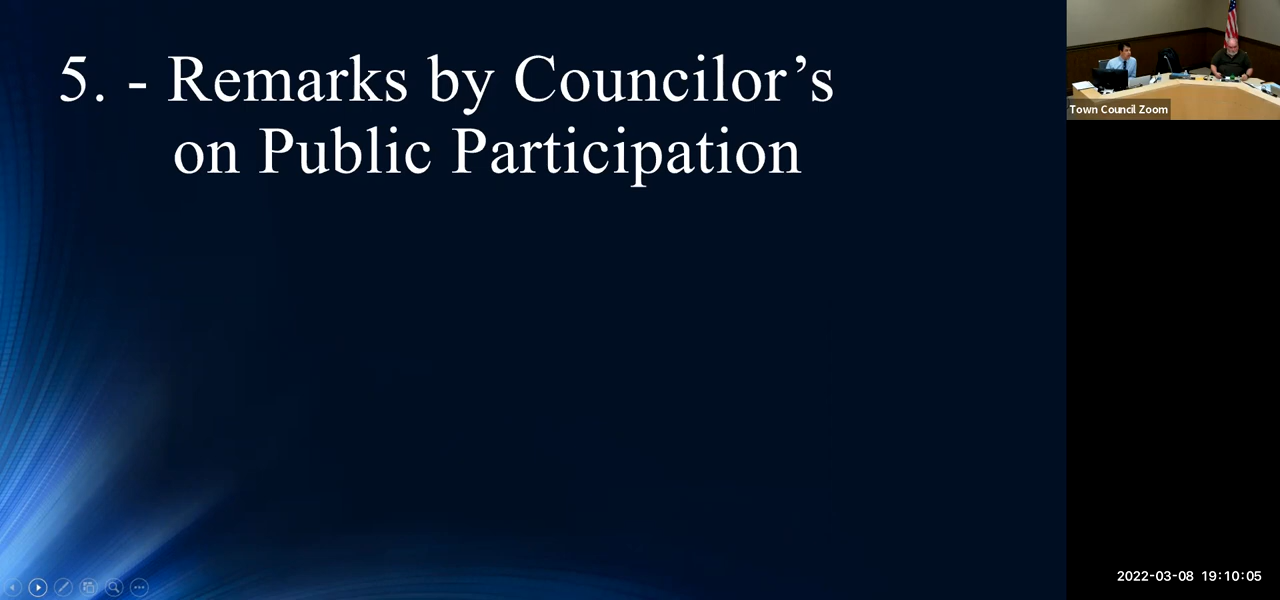 5. - Remarks by Councilor’s
on Public Participation
Town Council Zoom
2022-03-08 19:10:05